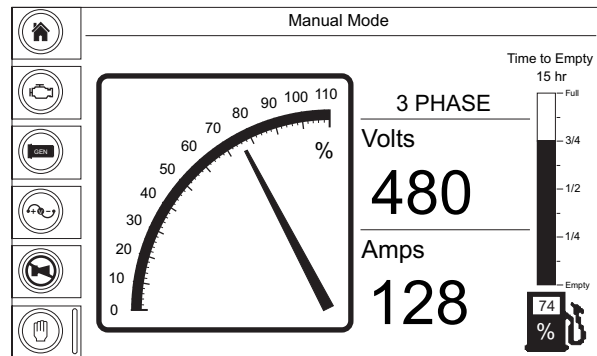 Manual Mode
Time to Empty
15 hr
Full
3/4
1/2
1/4
Empty
74
%
GEN
0
10
20
30
40
50
60
70
80
90
100
110
%
3 PHASE
Volts
480
Amps
128